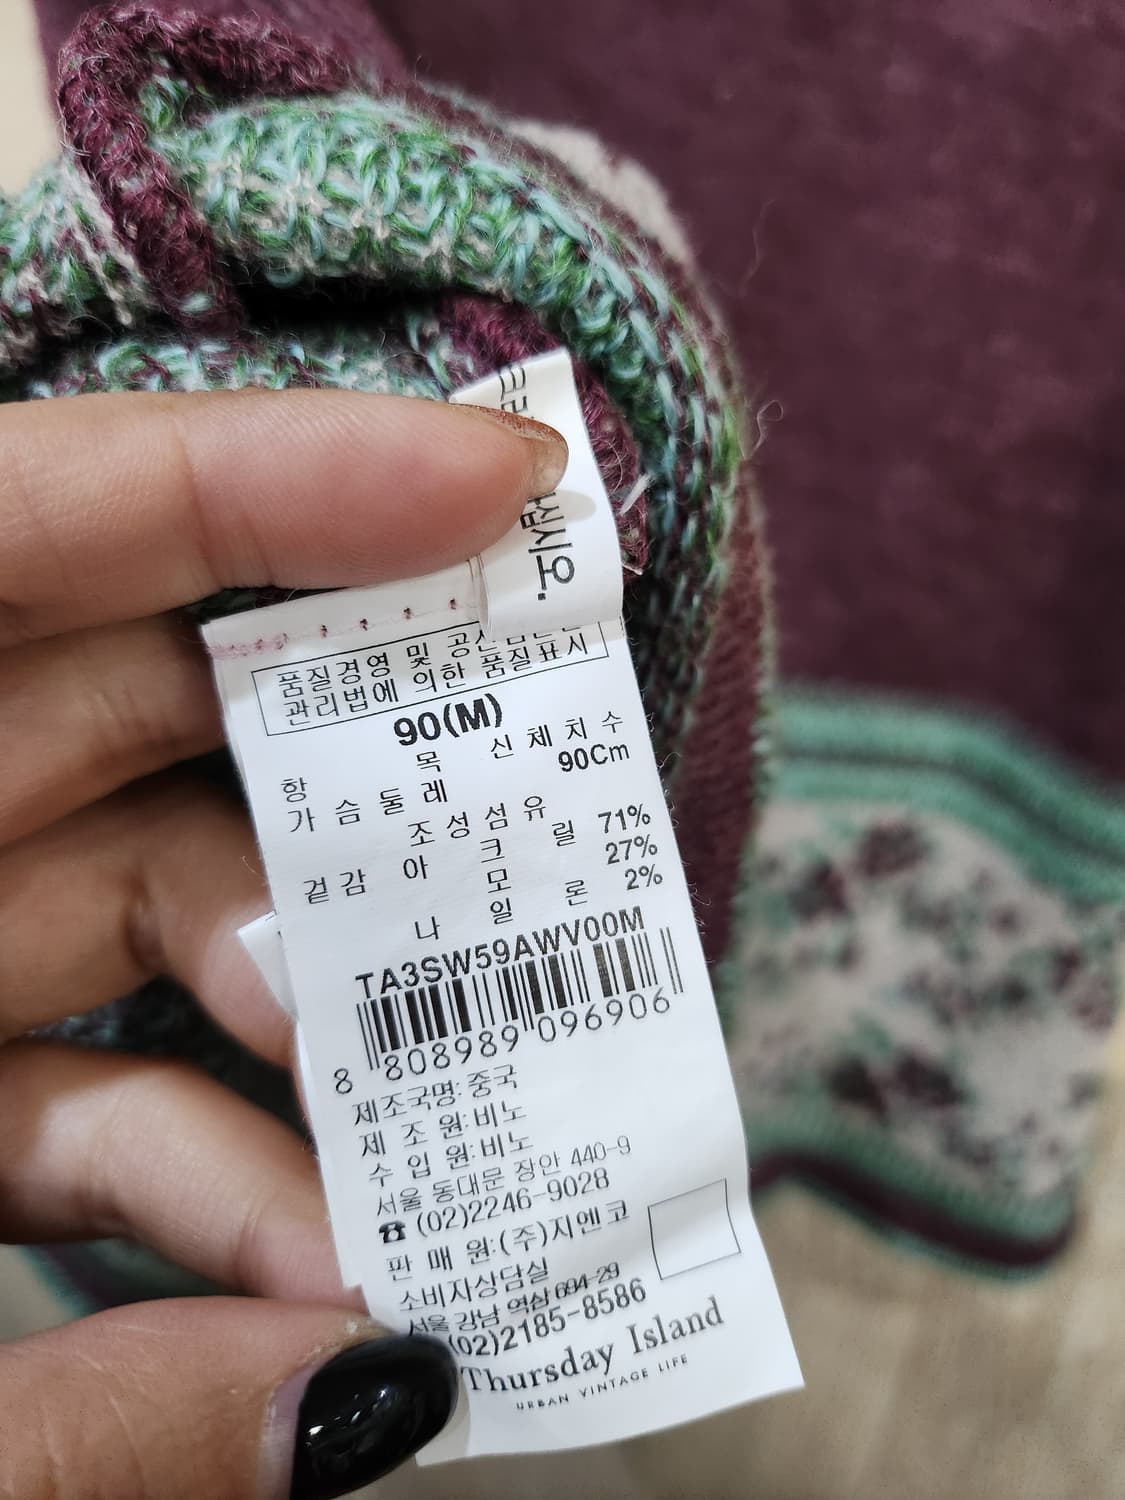 십시오.
품질경영 및 공산품안전
관리법에 의한 품질표시
90(M)
항 목 신체치수
가슴둘레 90Cm
조성섬유
겉감 아크릴 71%
모 27%
나일론 2%
TA3SW59AWV00M
8 808989 096906
제조국명: 중국
제 조 원: 비노
수 입 원: 비노
서울 동대문 장안 440-9
☎ (02)2246-9028
판 매 원:(주)지엔코
소비자상담실
서울 강남 역삼 694-29
(02)2185-8586
Thursday Island
URBAN VINTAGE LIFE